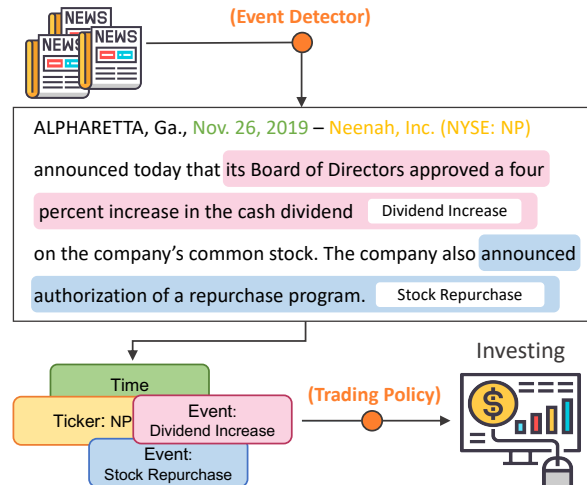 NEWS
NEWS
NEWS
(Event Detector)
ALPHARETTA, Ga., Nov. 26, 2019 – Neenah, Inc. (NYSE: NP)
announced today that its Board of Directors approved a four
percent increase in the cash dividend Dividend Increase
on the company’s common stock. The company also announced
authorization of a repurchase program. Stock Repurchase
Investing
Time
(Trading Policy)
Ticker: NP
Event:
Dividend Increase
Event:
Stock Repurchase
$